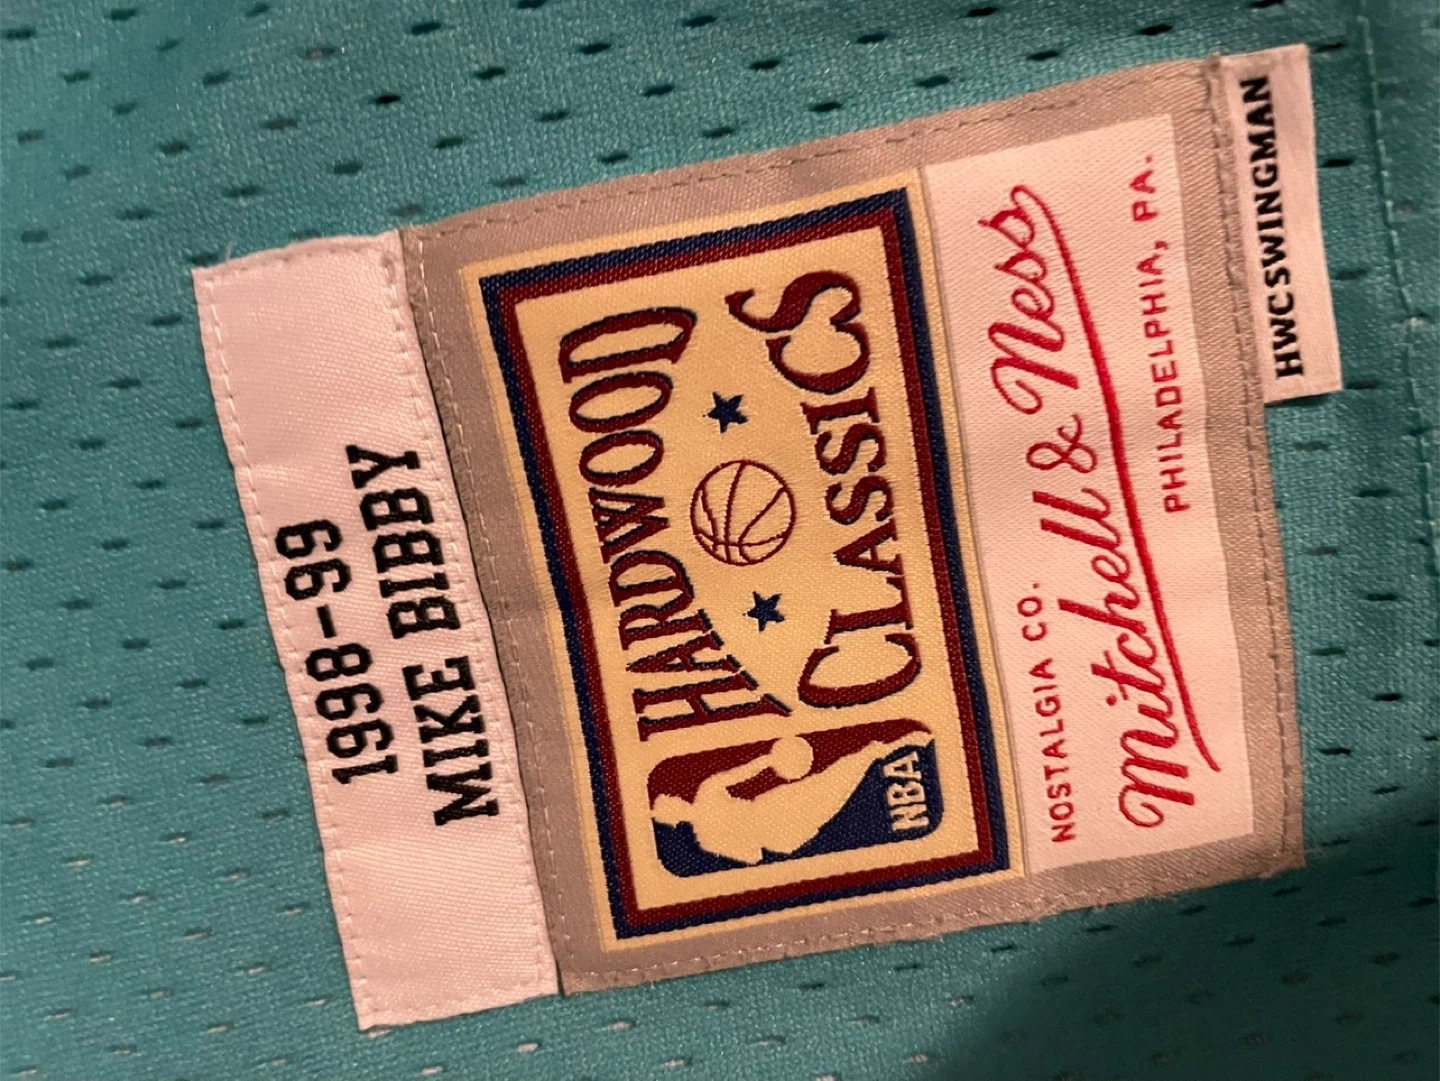 1998-99
MIKE BIBBY
HARDWOOD
CLASSICS
NBA
NOSTALGIA CO.
Mitchell & Ness
PHILADELPHIA, PA.
HWCSWINGMAN